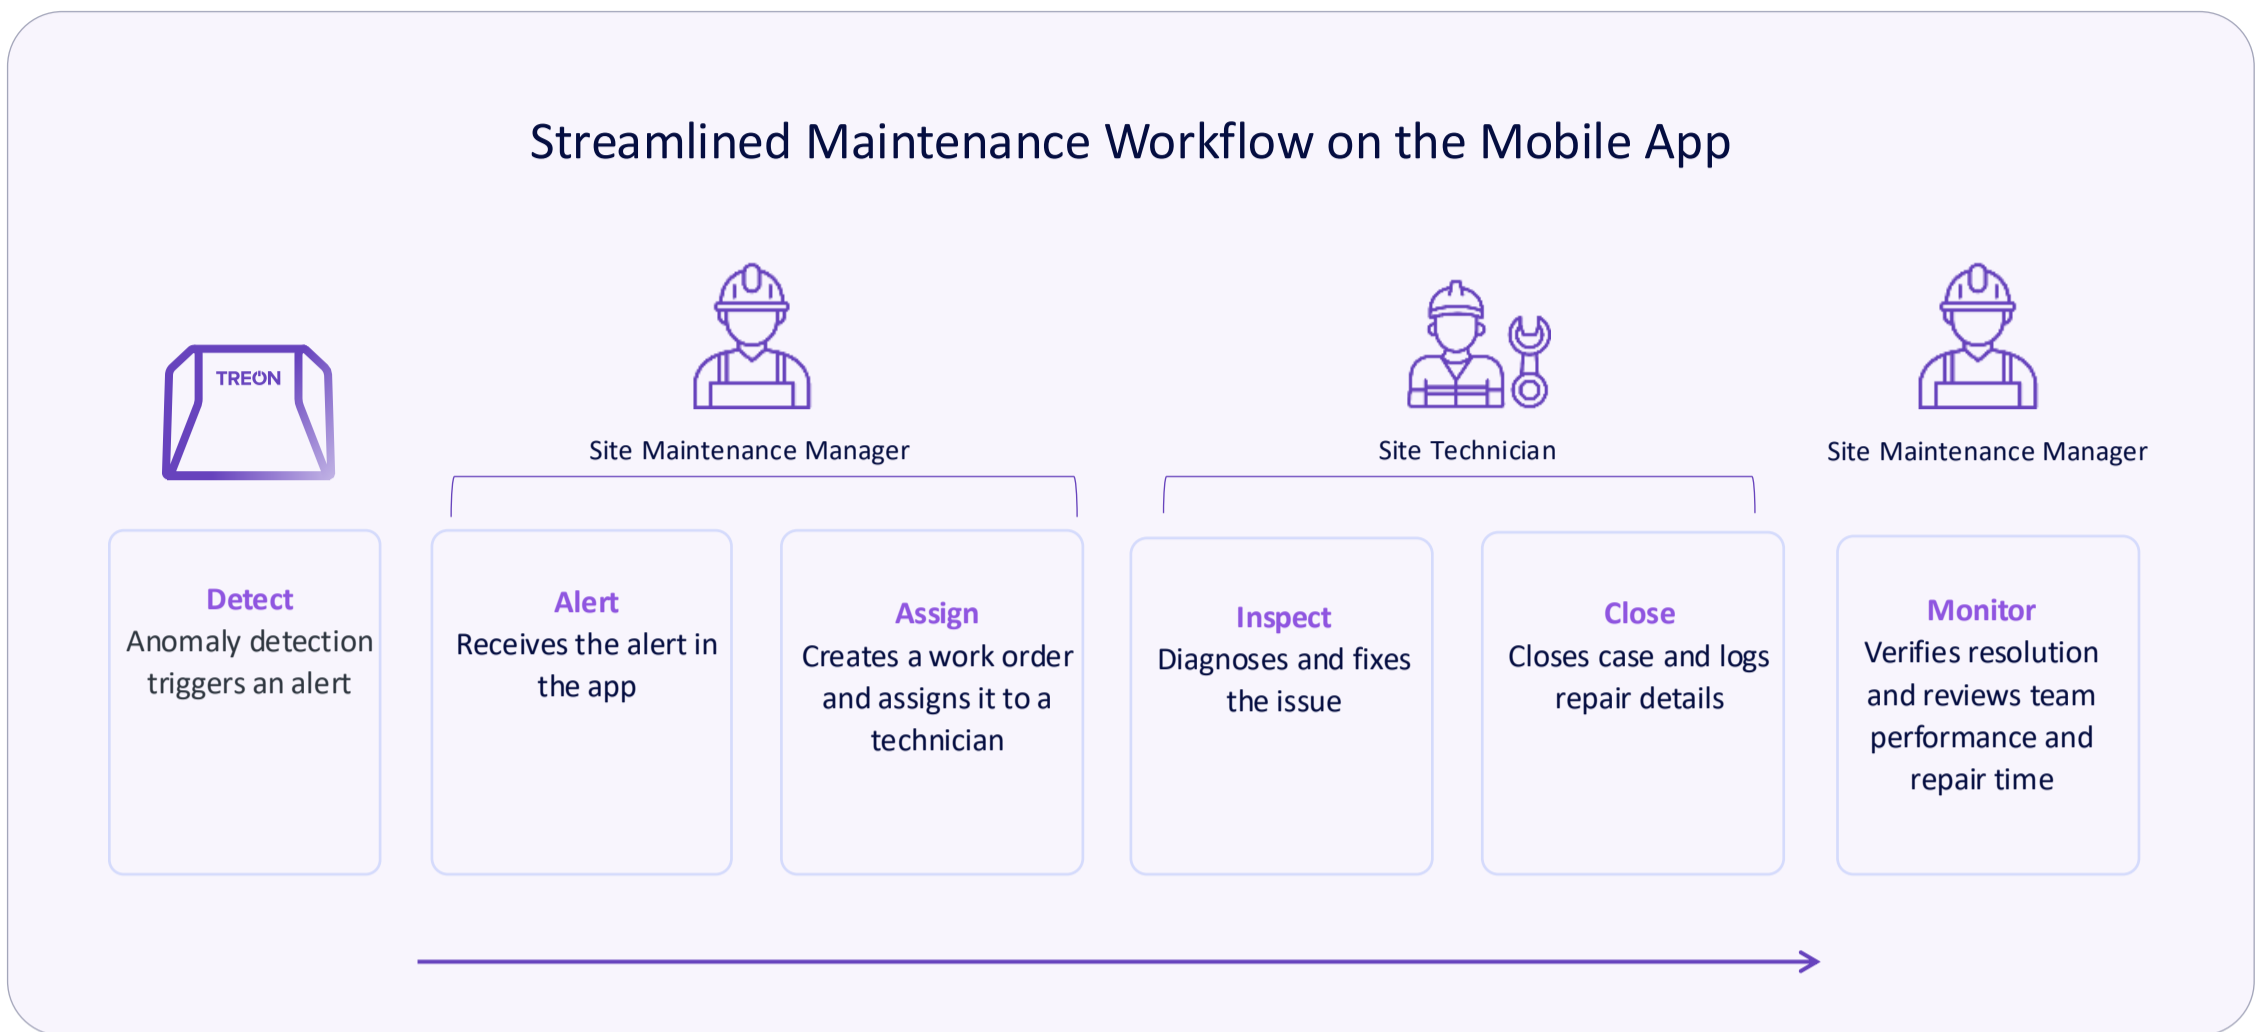 Streamlined Maintenance Workflow on the Mobile App
TREON
Site Maintenance Manager
Site Technician
Site Maintenance Manager
Detect
Anomaly detection
triggers an alert
Alert
Receives the alert in
the app
Assign
Creates a work order
and assigns it to a
technician
Inspect
Diagnoses and fixes
the issue
Close
Closes case and logs
repair details
Monitor
Verifies resolution
and reviews team
performance and
repair time